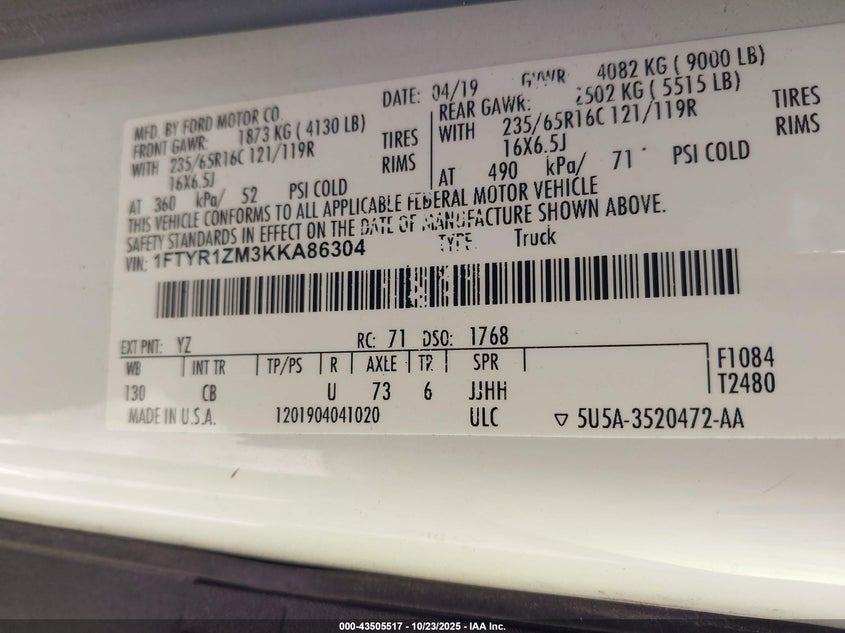 MFD. BY FORD MOTOR CO. DATE: 04/19 GVWR: 4082 KG ( 9000 LB)
FRONT GAWR: 1873 KG ( 4130 LB) REAR GAWR: 2502 KG ( 5515 LB)
WITH 235/65R16C 121/119R TIRES WITH 235/65R16C 121/119R TIRES
16X6.5J RIMS 16X6.5J RIMS
AT 360 kPa/ 52 PSI COLD AT 490 kPa/ 71 PSI COLD
THIS VEHICLE CONFORMS TO ALL APPLICABLE FEDERAL MOTOR VEHICLE
SAFETY STANDARDS IN EFFECT ON THE DATE OF MANUFACTURE SHOWN ABOVE.
VIN: 1FTYR1ZM3KKA86304 TYPE: Truck
EXT PNT: YZ RC: 71 DSO: 1768
WB INT TR TP/PS R AXLE TR SPR F1084
130 CB U 73 6 JJHH T2480
MADE IN U.S.A. 1201904041020 ULC ▽ 5U5A-3520472-AA
000-43505517 - 10/23/2025 - IAA Inc.